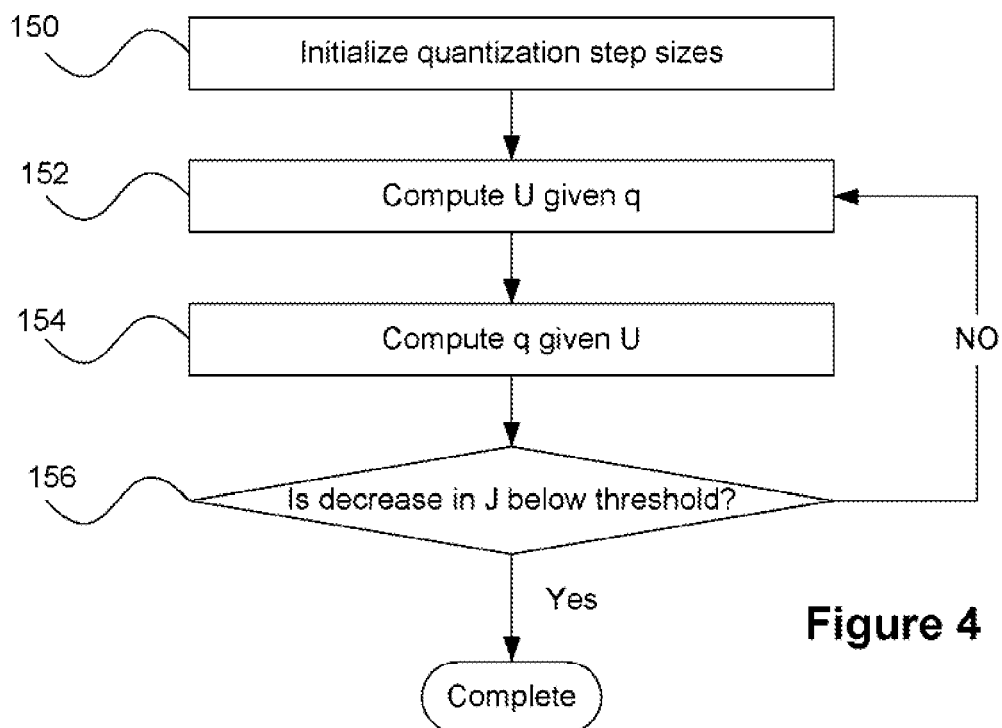 150
Initialize quantization step sizes
152
Compute U given q
154
Compute q given U
NO
156
Is decrease in J below threshold?
Yes
Figure 4
Complete